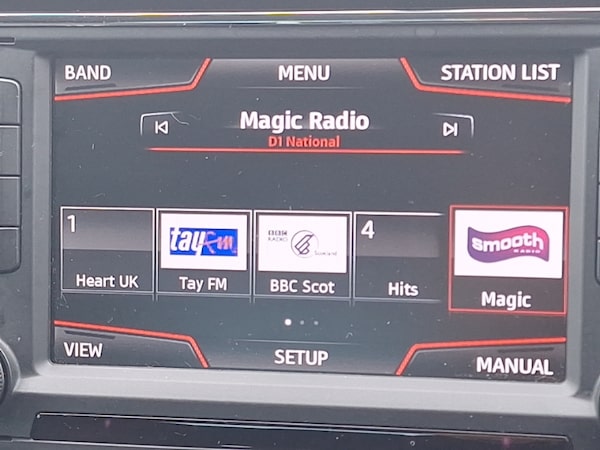 BAND
MENU
STATION LIST
Magic Radio
D1 National
1
Heart UK
tay FM
Tay FM
BBC
RADIO
BBC Scot
4
Hits
smooth
RADIO
Magic
VIEW
SETUP
MANUAL